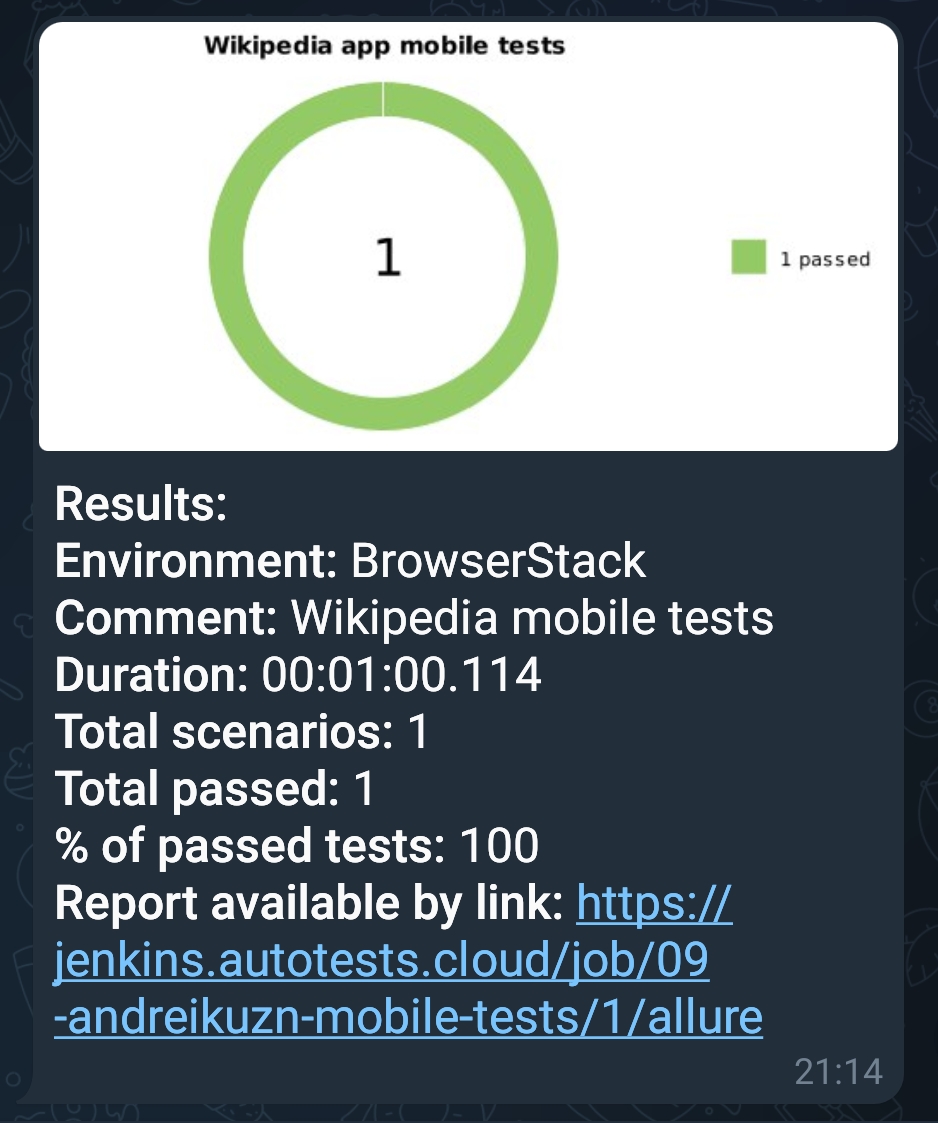 Wikipedia app mobile tests
1
1 passed
Results:
Environment: BrowserStack
Comment: Wikipedia mobile tests
Duration: 00:01:00.114
Total scenarios: 1
Total passed: 1
% of passed tests: 100
Report available by link: https://
jenkins.autotests.cloud/job/09
-andreikuzn-mobile-tests/1/allure
21:14